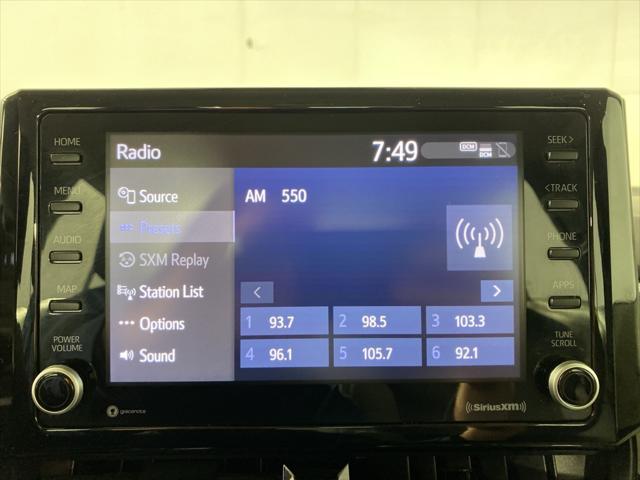 HOME
MENU
AUDIO
MAP
POWER
VOLUME
Radio
7:49
DCM
DCM
Source
Presets
SXM Replay
Station List
Options
Sound
AM 550
1 93.7
2 98.5
3 103.3
4 96.1
5 105.7
6 92.1
SEEK >
< TRACK
PHONE
APPS
TUNE
SCROLL
gracenote
SiriusXM